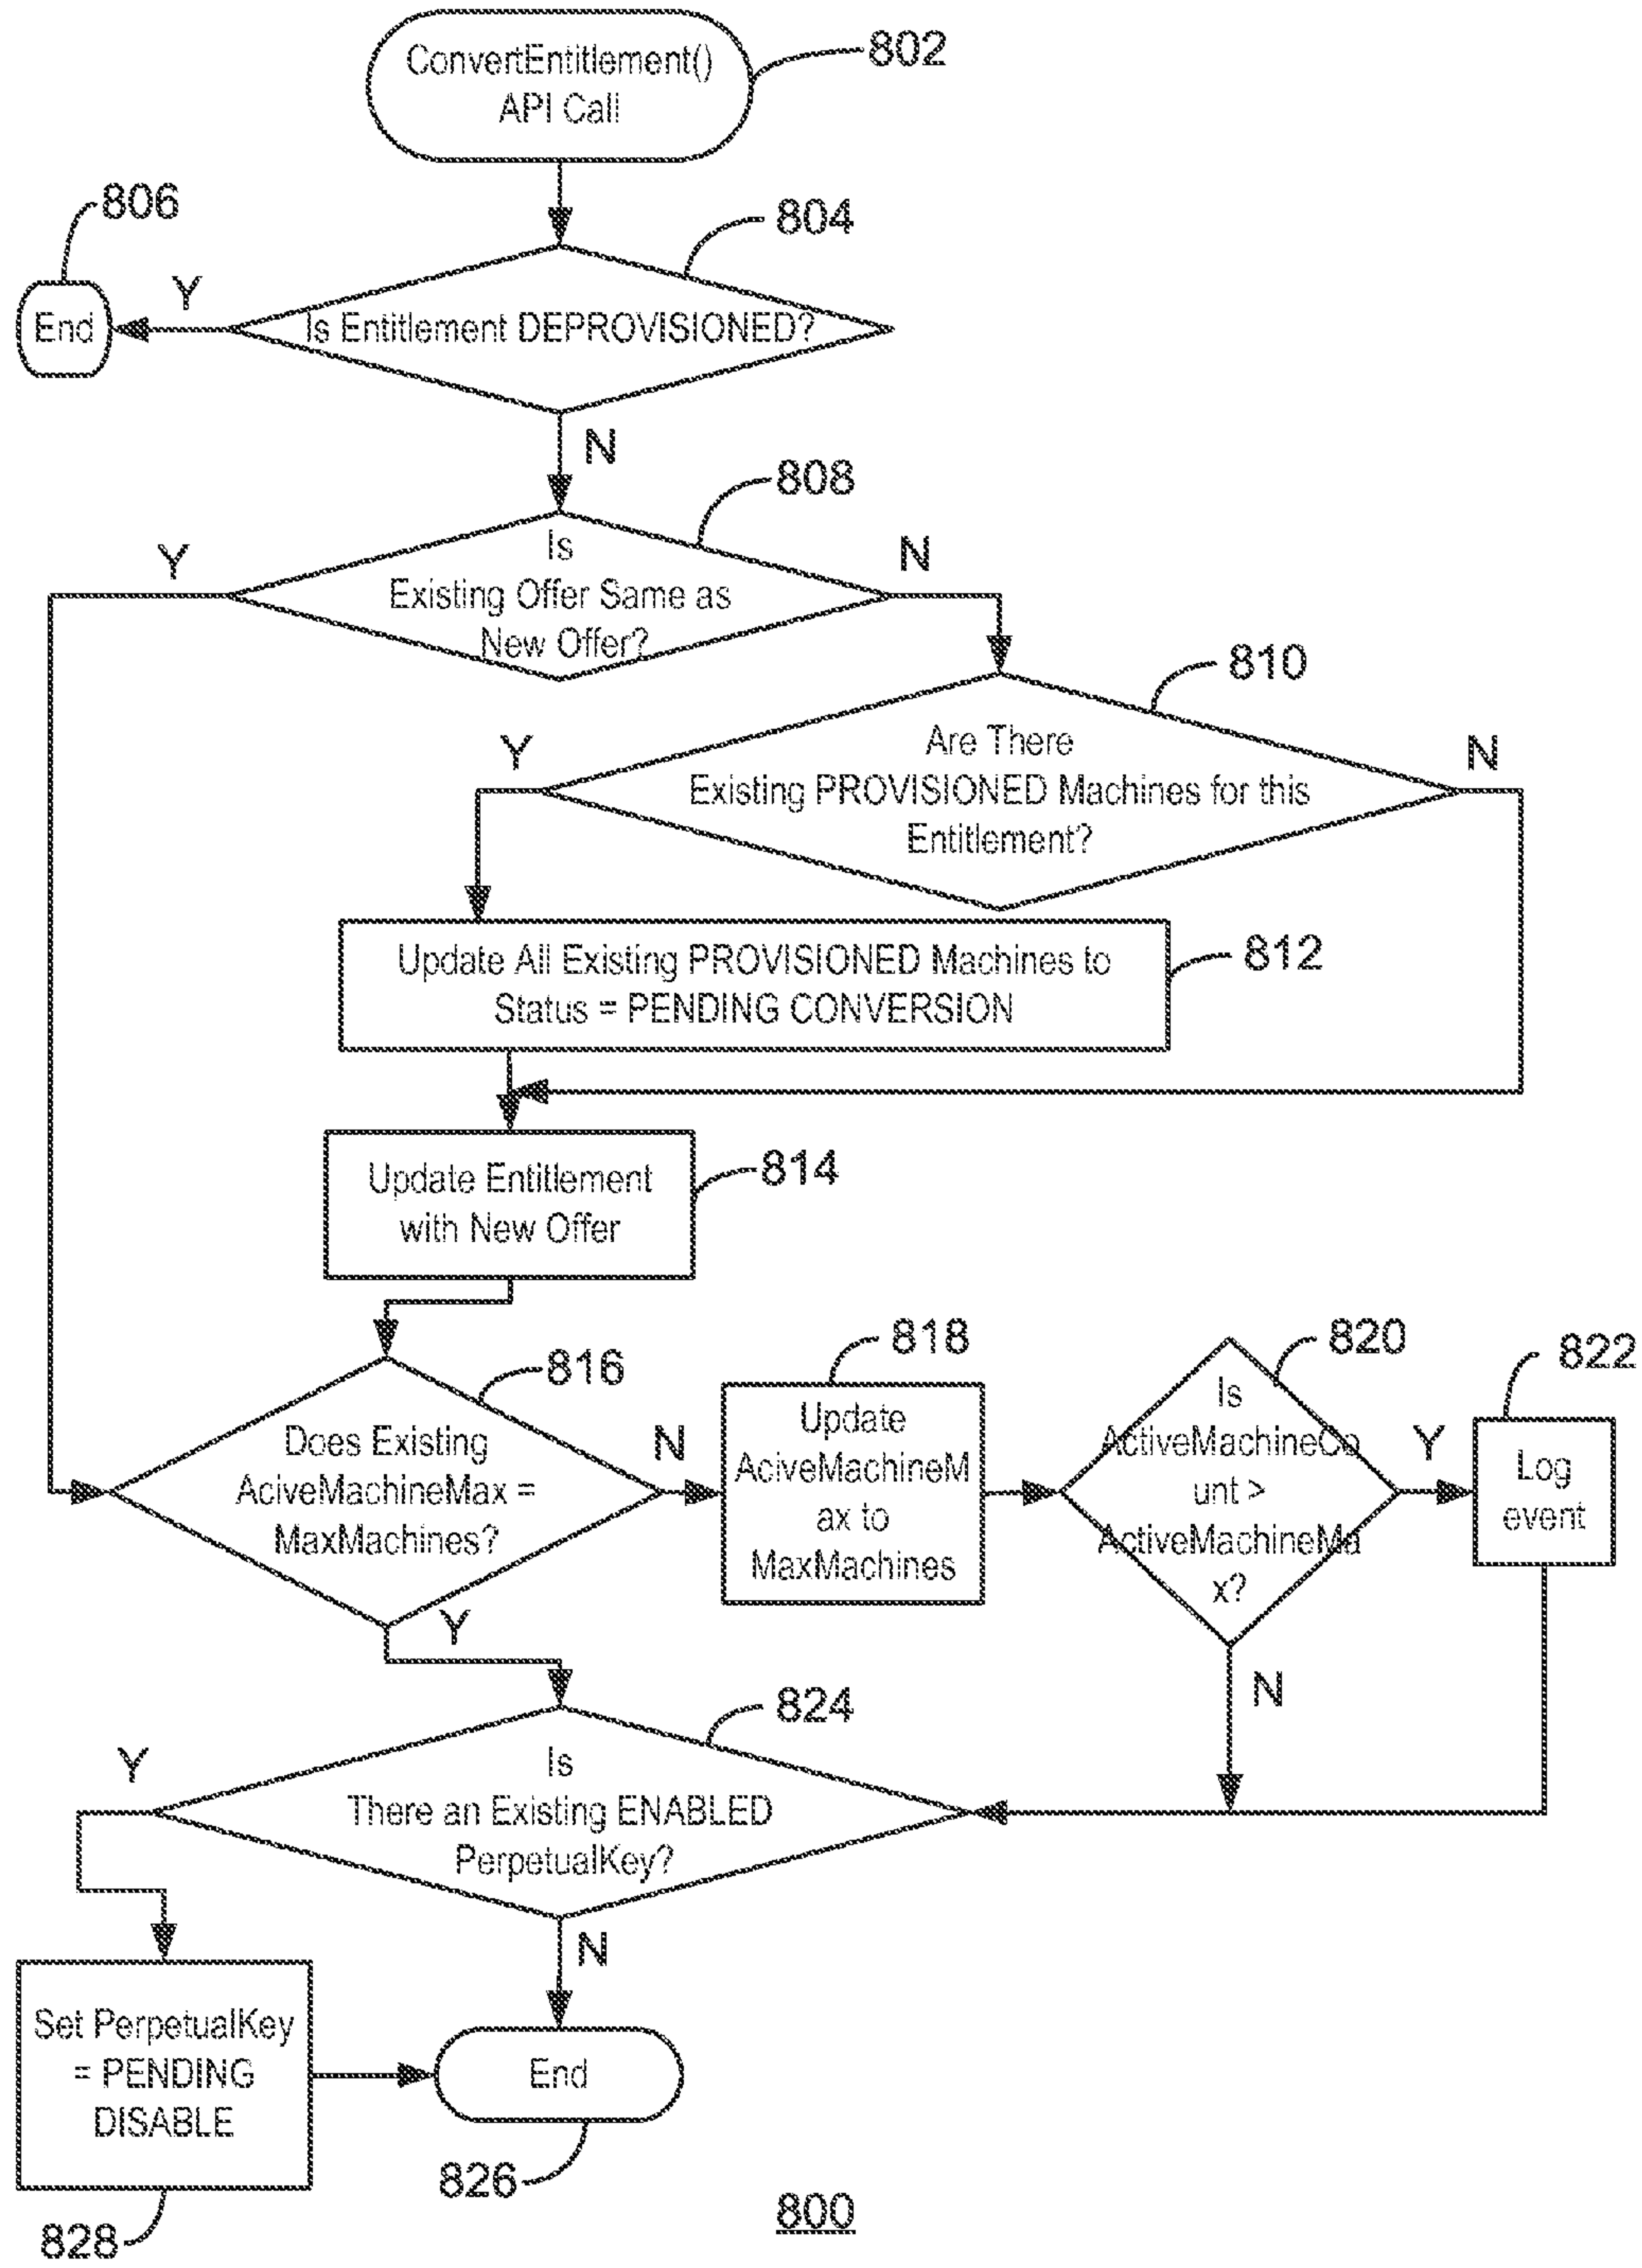 ConvertEntitlement()
API Call
802
806
804
Y
End
Is Entitlement DEPROVISIONED?
N
808
Y
N
Is
Existing Offer Same as
New Offer?
810
Y
N
Are There
Existing PROVISIONED Machines for this
Entitlement?
812
Update All Existing PROVISIONED Machines to
Status = PENDING CONVERSION
814
Update Entitlement
with New Offer
816
Does Existing
AciveMachineMax =
MaxMachines?
N
818
Update
AciveMachineM
ax to
MaxMachines
820
Is
ActiveMachineCo
unt >
ActiveMachineMa
x?
Y
822
Log
event
Y
N
824
Y
Is
There an Existing ENABLED
PerpetualKey?
N
Set PerpetualKey
= PENDING
DISABLE
End
826
828
800